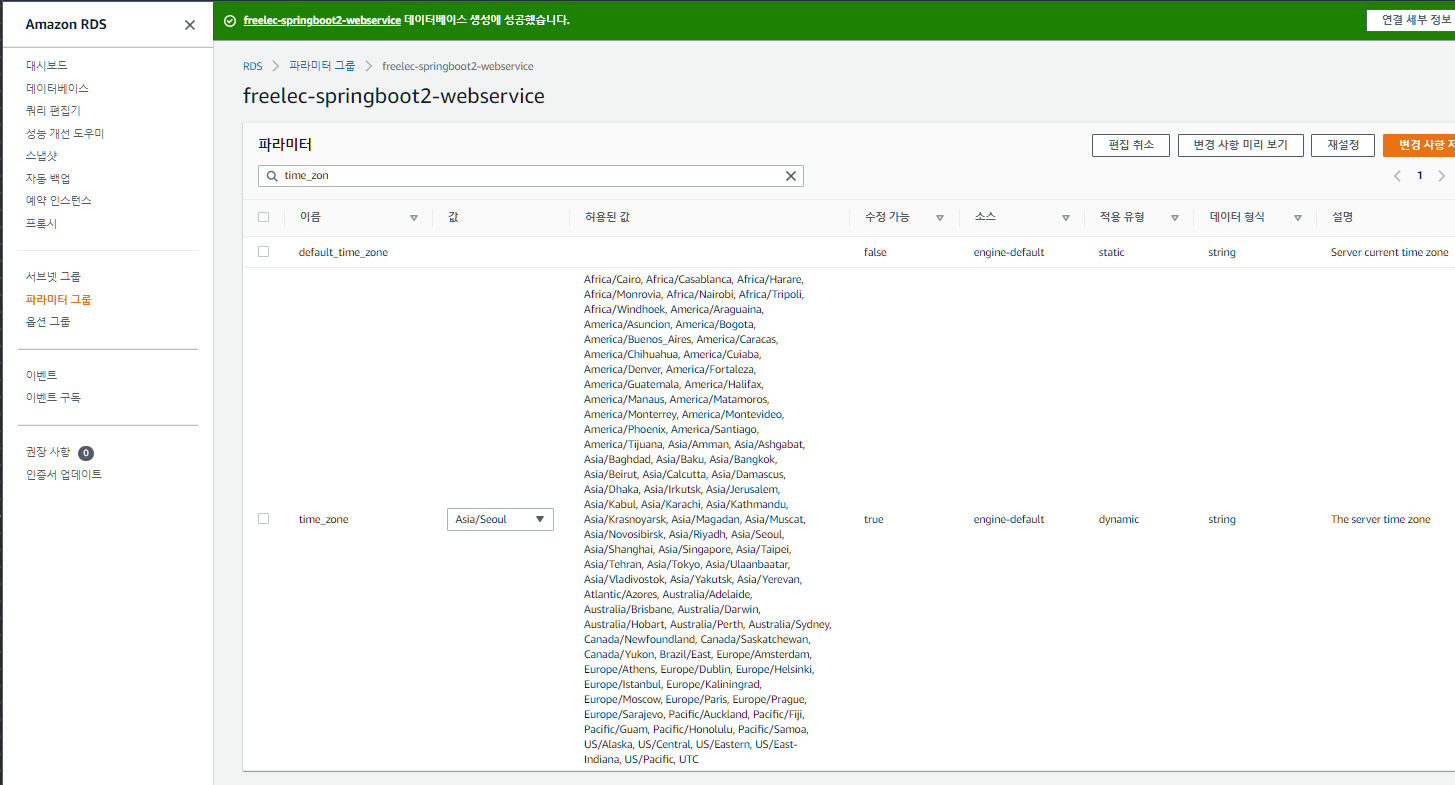 Amazon RDS
대시보드
데이터베이스
쿼리 편집기
성능 개선 도우미
스냅샷
자동 백업
예약 인스턴스
프록시
서브넷 그룹
파라미터 그룹
옵션 그룹
이벤트
이벤트 구독
권장 사항 0
인증서 업데이트
freelec-springboot2-webservice 데이터베이스 생성에 성공했습니다.
연결 세부 정보
RDS > 파라미터 그룹 > freelec-springboot2-webservice
freelec-springboot2-webservice
파라미터
편집 취소
변경 사항 미리 보기
재설정
변경 사항
time_zon
1
이름 값 허용된 값 수정 가능 소스 적용 유형 데이터 형식 설명
default_time_zone false engine-default static string Server current time zone
Africa/Cairo, Africa/Casablanca, Africa/Harare,
Africa/Monrovia, Africa/Nairobi, Africa/Tripoli,
Africa/Windhoek, America/Araguaina,
America/Asuncion, America/Bogota,
America/Buenos_Aires, America/Caracas,
America/Chihuahua, America/Cuiaba,
America/Denver, America/Fortaleza,
America/Guatemala, America/Halifax,
America/Manaus, America/Matamoros,
America/Monterrey, America/Montevideo,
America/Phoenix, America/Santiago,
America/Tijuana, Asia/Amman, Asia/Ashgabat,
Asia/Baghdad, Asia/Baku, Asia/Bangkok,
Asia/Beirut, Asia/Calcutta, Asia/Damascus,
Asia/Dhaka, Asia/Irkutsk, Asia/Jerusalem,
Asia/Kabul, Asia/Karachi, Asia/Kathmandu,
time_zone Asia/Seoul Asia/Krasnoyarsk, Asia/Magadan, Asia/Muscat, true engine-default dynamic string The server time zone
Asia/Novosibirsk, Asia/Riyadh, Asia/Seoul,
Asia/Shanghai, Asia/Singapore, Asia/Taipei,
Asia/Tehran, Asia/Tokyo, Asia/Ulaanbaatar,
Asia/Vladivostok, Asia/Yakutsk, Asia/Yerevan,
Atlantic/Azores, Australia/Adelaide,
Australia/Brisbane, Australia/Darwin,
Australia/Hobart, Australia/Perth, Australia/Sydney,
Canada/Newfoundland, Canada/Saskatchewan,
Canada/Yukon, Brazil/East, Europe/Amsterdam,
Europe/Athens, Europe/Dublin, Europe/Helsinki,
Europe/Istanbul, Europe/Kaliningrad,
Europe/Moscow, Europe/Paris, Europe/Prague,
Europe/Sarajevo, Pacific/Auckland, Pacific/Fiji,
Pacific/Guam, Pacific/Honolulu, Pacific/Samoa,
US/Alaska, US/Central, US/Eastern, US/East-
Indiana, US/Pacific, UTC